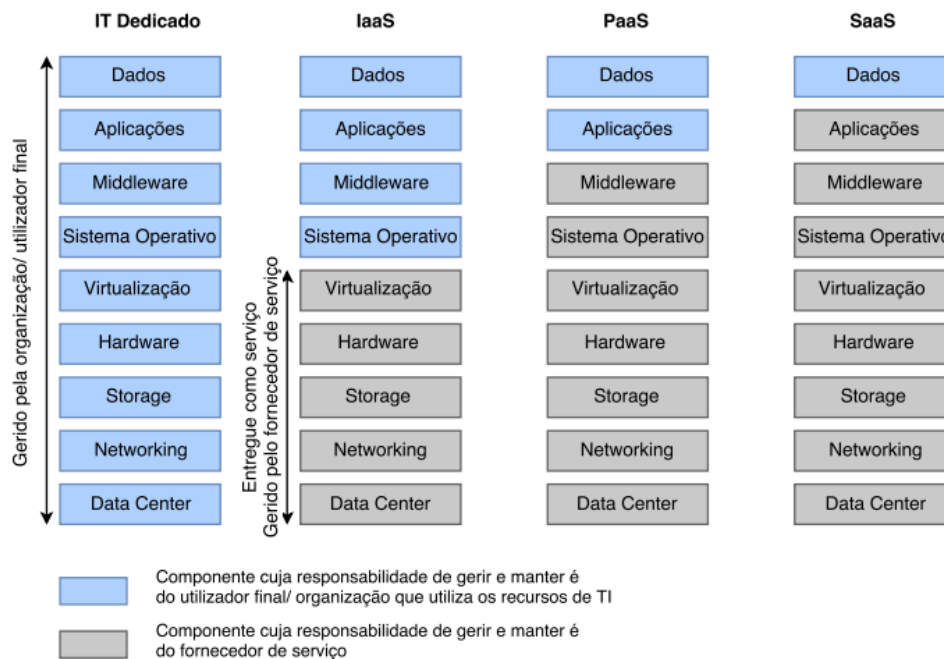 IT Dedicado IaaS PaaS SaaS
Dados Dados Dados Dados
Aplicações Aplicações Aplicações Aplicações
Middleware Middleware Middleware Middleware
Sistema Operativo Sistema Operativo Sistema Operativo Sistema Operativo
Virtualização Virtualização Virtualização Virtualização
Hardware Hardware Hardware Hardware
Storage Storage Storage Storage
Networking Networking Networking Networking
Data Center Data Center Data Center Data Center
Gerido pela organização/ utilizador final
Entregue como serviço
Gerido pelo fornecedor de serviço
Componente cuja responsabilidade de gerir e manter é
do utilizador final/ organização que utiliza os recursos de TI
Componente cuja responsabilidade de gerir e manter é
do fornecedor de serviço